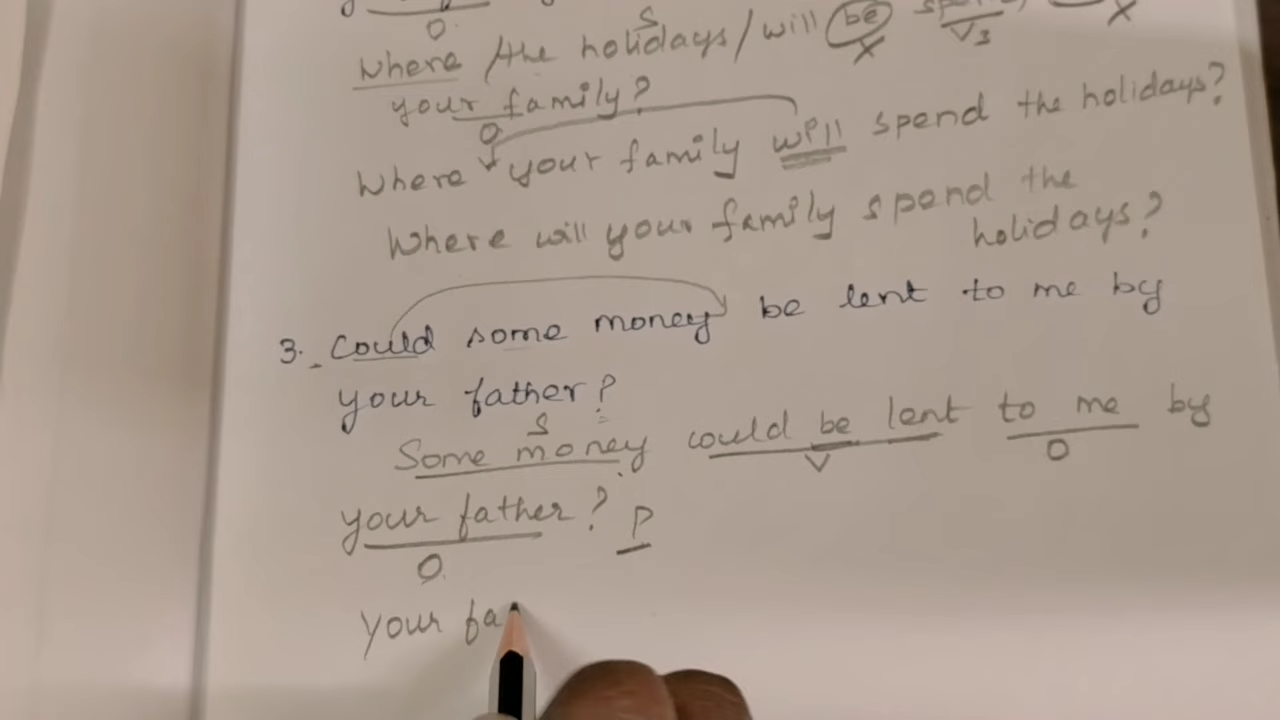 O
S
Where / the holidays / will be
V3
X
X
your family?
O
Where your family will spend the holidays?
Where will your family spend the
holidays?
3. Could some money be lent to me by
your father?
S
Some money could be lent to me by
V
O
your father? P
O
Your fa